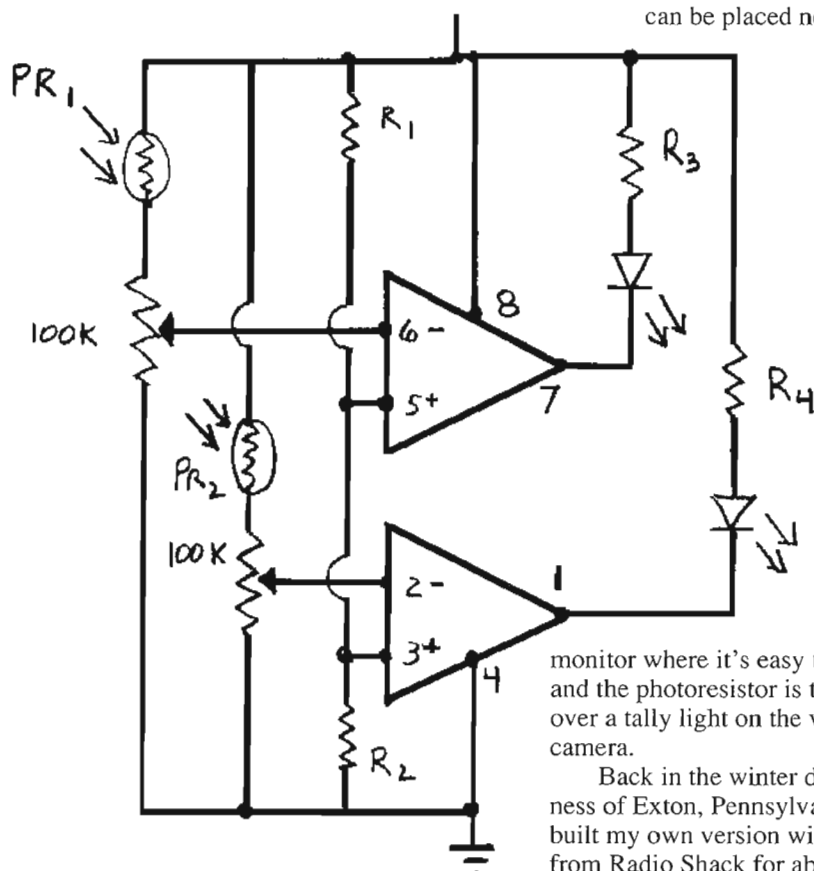 can be placed n
PR1
R1
R3
8
100K
6 -
7
5+
R4
PR2
100K
1
2 -
3+
4
R2
monitor where it's easy t
and the photoresistor is t
over a tally light on the v
camera.
Back in the winter d
ness of Exton, Pennsylva
built my own version wi
from Radio Shack for ab